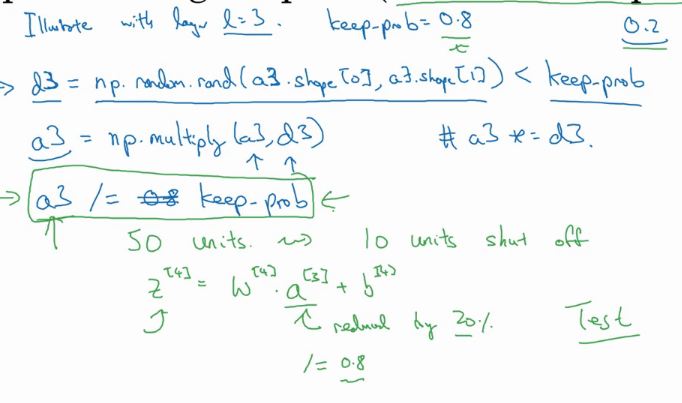 Illustrate with layer l=3. keep-prob = 0.8 0.2
→ d3 = np.random.rand(a3.shape[0], a3.shape[1]) < keep-prob
a3 = np.multiply(a3, d3) # a3 *= d3.
→ a3 /= 0.8 keep-prob ←
50 units. ⇝ 10 units shut off
z^[4] = W^[4] · a^[3] + b^[4]
reduced by 20%. Test
/= 0.8